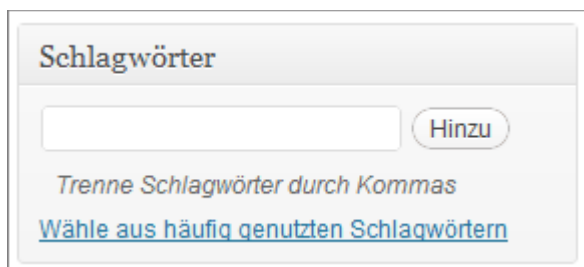 Schlagwörter
Hinzu
Trenne Schlagwörter durch Kommas
Wähle aus häufig genutzten Schlagwörtern